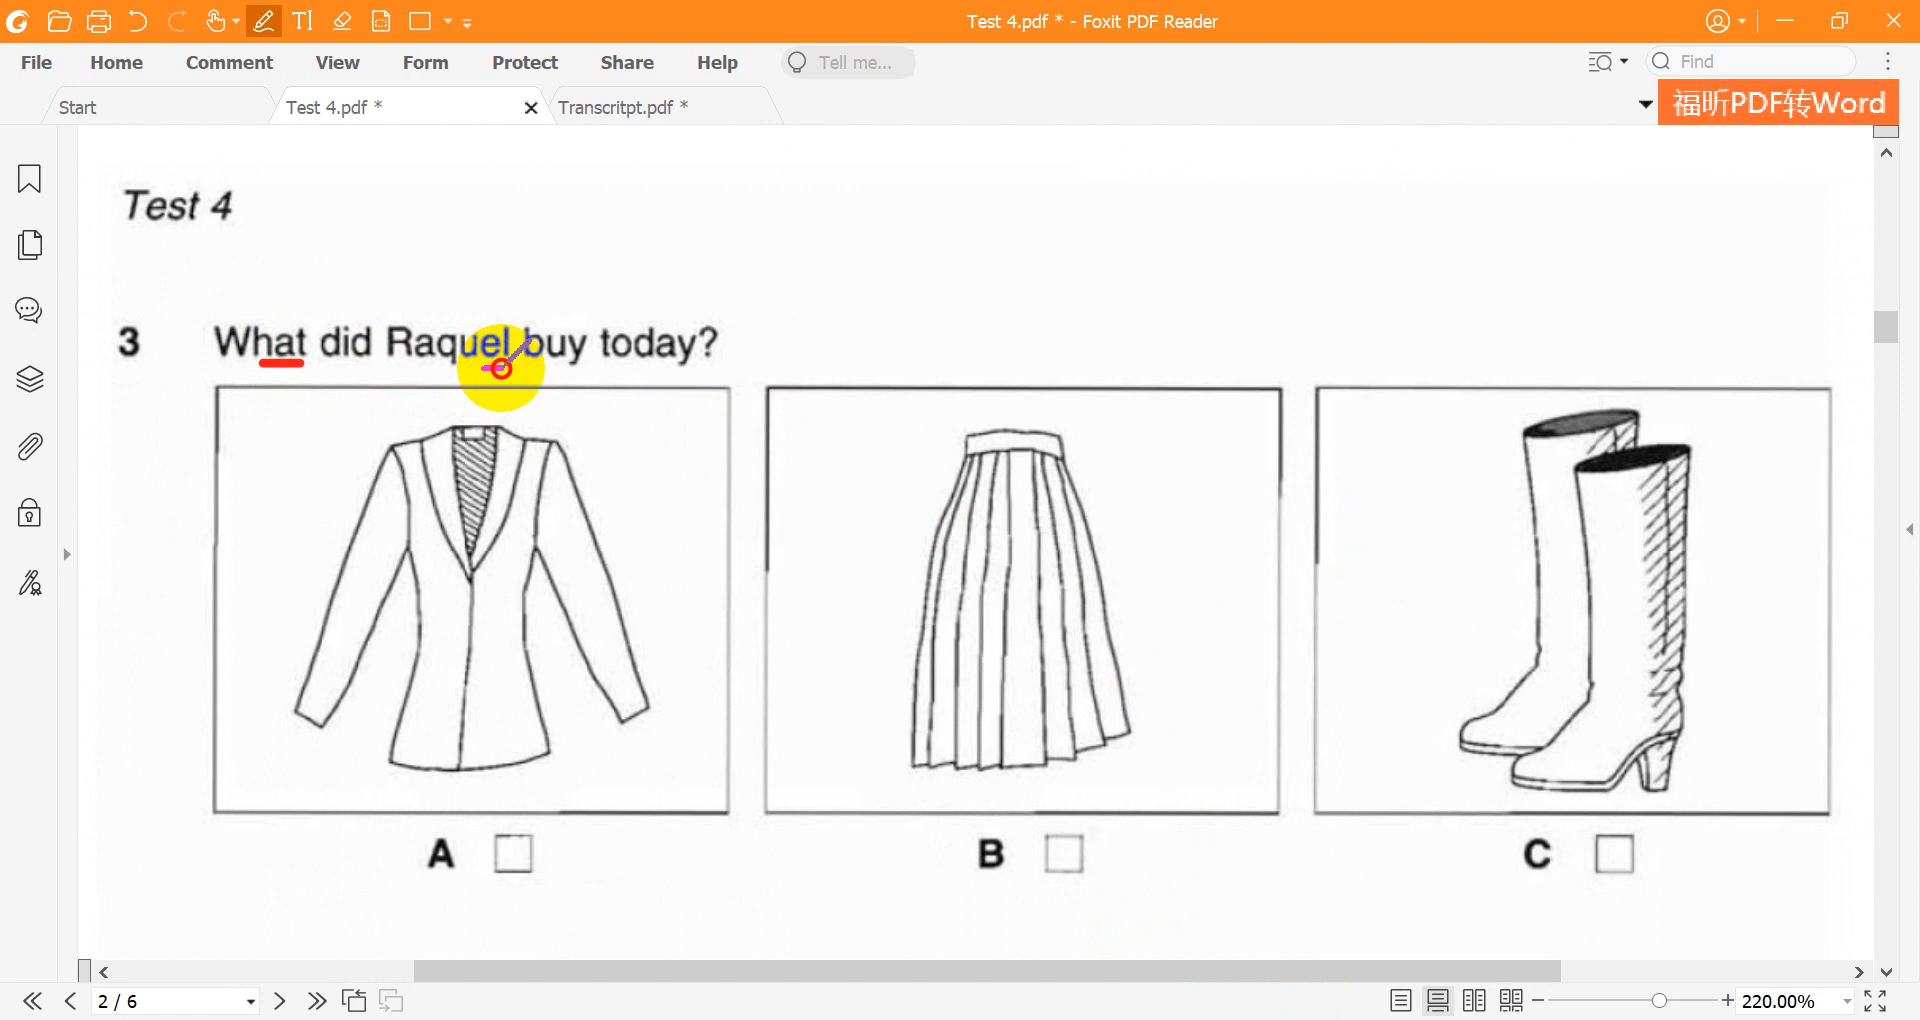 Test 4.pdf * - Foxit PDF Reader
File Home Comment View Form Protect Share Help Tell me... Find
Start Test 4.pdf * Transcritpt.pdf * 福昕PDF转Word
Test 4
3 What did Raquel buy today?
A B C
2 / 6 220.00%